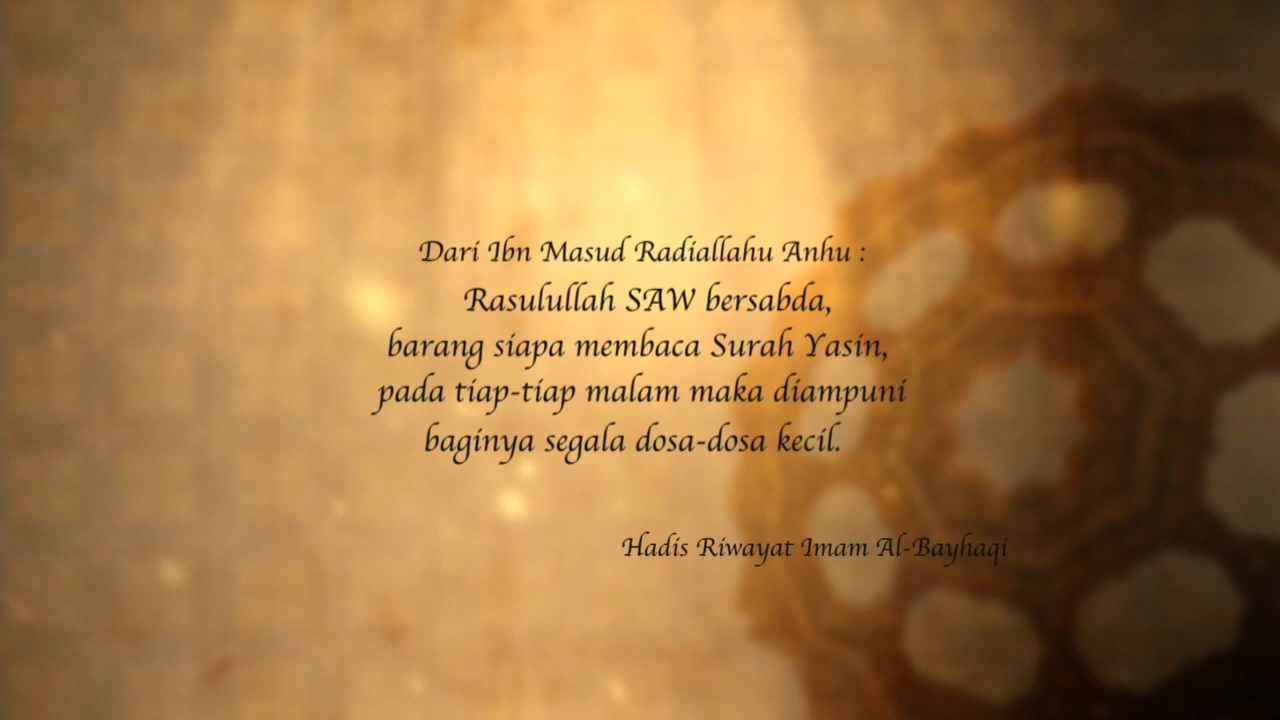 Dari Ibn Masud Radiallahu Anhu :
Rasulullah SAW bersabda,
barang siapa membaca Surah Yasin,
pada tiap-tiap malam maka diampuni
baginya segala dosa-dosa kecil.
Hadis Riwayat Imam Al-Bayhaqi